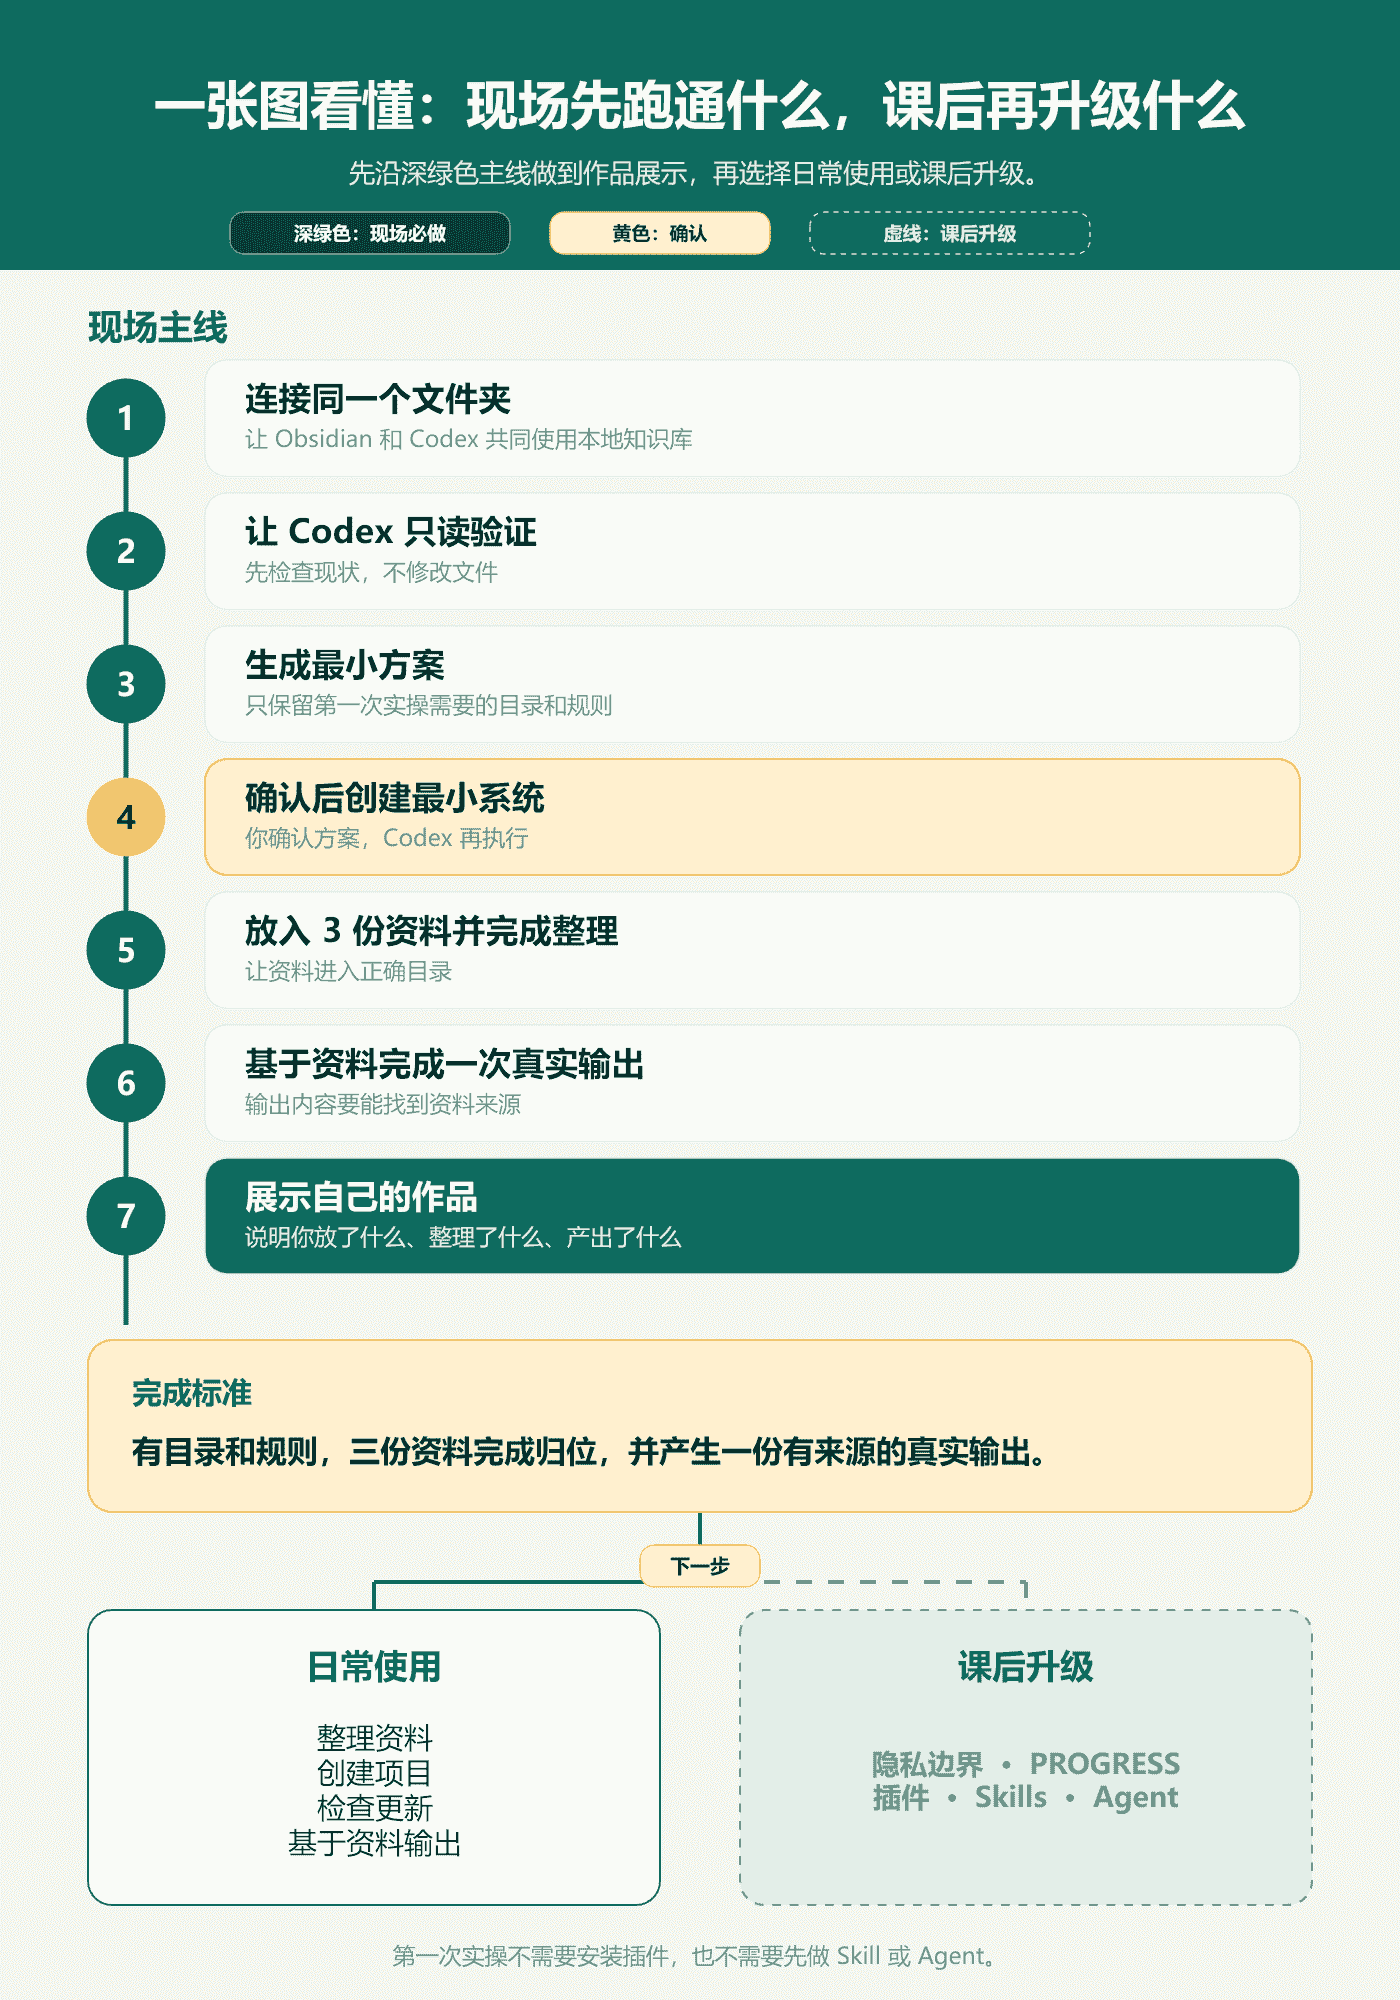 一张图看懂：现场先跑通什么，课后再升级什么
先沿深绿色主线做到作品展示，再选择日常使用或课后升级。
深绿色：现场必做
黄色：确认
虚线：课后升级
现场主线
1
连接同一个文件夹
让 Obsidian 和 Codex 共同使用本地知识库
2
让 Codex 只读验证
先检查现状，不修改文件
3
生成最小方案
只保留第一次实操需要的目录和规则
4
确认后创建最小系统
你确认方案，Codex 再执行
5
放入 3 份资料并完成整理
让资料进入正确目录
6
基于资料完成一次真实输出
输出内容要能找到资料来源
7
展示自己的作品
说明你放了什么、整理了什么、产出了什么
完成标准
有目录和规则，三份资料完成归位，并产生一份有来源的真实输出。
下一步
日常使用
整理资料
创建项目
检查更新
基于资料输出
课后升级
隐私边界 • PROGRESS
插件 • Skills • Agent
第一次实操不需要安装插件，也不需要先做 Skill 或 Agent。